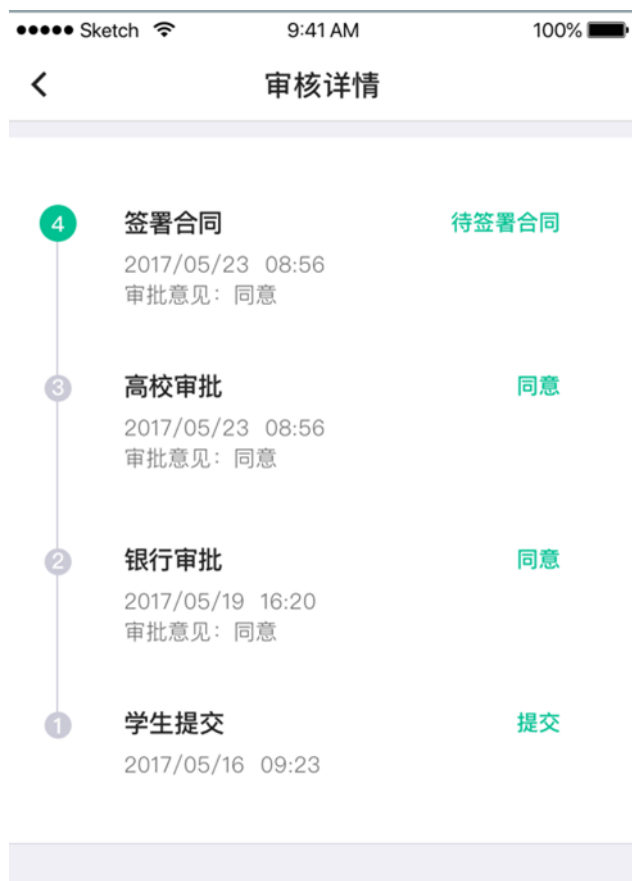 ●●●●● Sketch 9:41 AM 100%
审核详情
4 签署合同 待签署合同
2017/05/23 08:56
审批意见：同意
3 高校审批 同意
2017/05/23 08:56
审批意见：同意
2 银行审批 同意
2017/05/19 16:20
审批意见：同意
1 学生提交 提交
2017/05/16 09:23